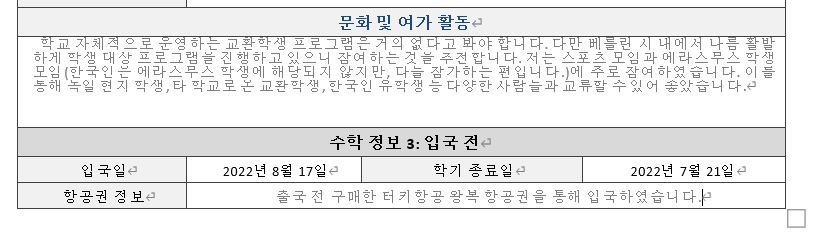 문화 및 여가 활동
학교 자체적으로 운영하는 교환학생 프로그램은 거의 없다고 봐야 합니다. 다만 베를린 시 내에서 나름 활발
하게 학생 대상 프로그램을 진행하고 있으니 참여하는 것을 추천합니다. 저는 스포츠 모임과 에라스무스 학생
모임(한국인은 에라스무스 학생에 해당되지 않지만, 다들 참가하는 편입니다.)에 주로 참여하였습니다. 이를
통해 독일 현지 학생, 타 학교로 온 교환학생, 한국인 유학생 등 다양한 사람들과 교류할 수 있어 좋았습니다.
수학 정보 3: 입국 전
입국일 2022년 8월 17일 학기 종료일 2022년 7월 21일
항공권 정보 출국 전 구매한 터키항공 왕복 항공권을 통해 입국하였습니다.